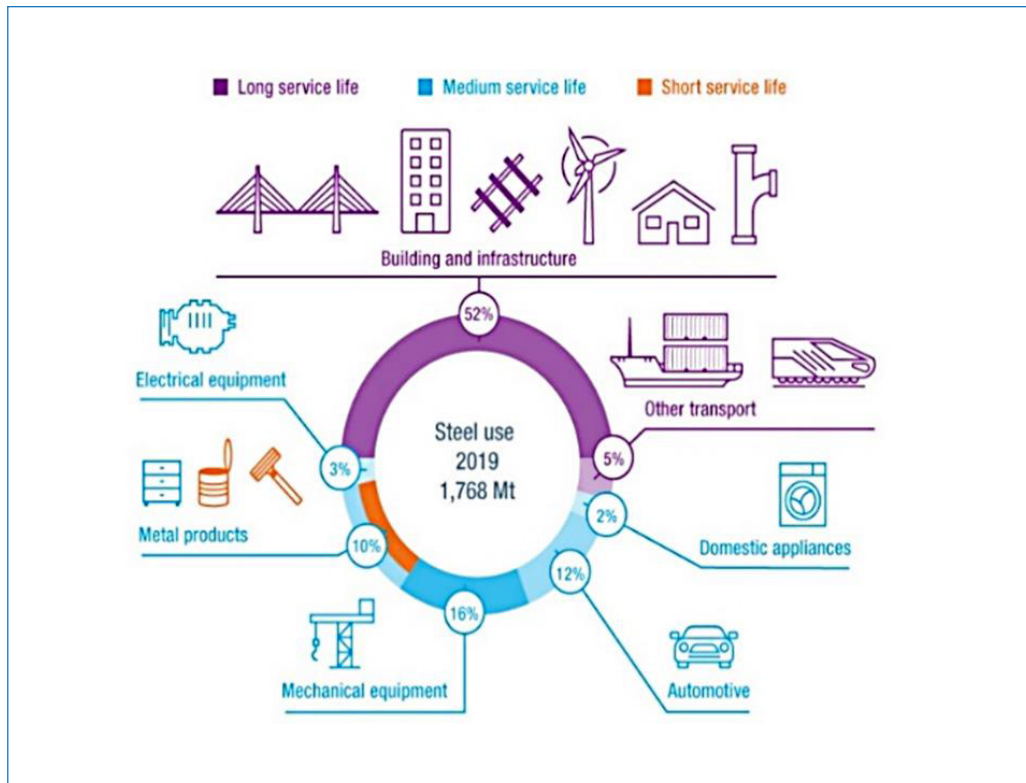 Long service life
Medium service life
Short service life
Building and infrastructure
52%
Electrical equipment
3%
Steel use
2019
1,768 Mt
Other transport
5%
Metal products
10%
2%
Domestic appliances
12%
16%
Mechanical equipment
Automotive